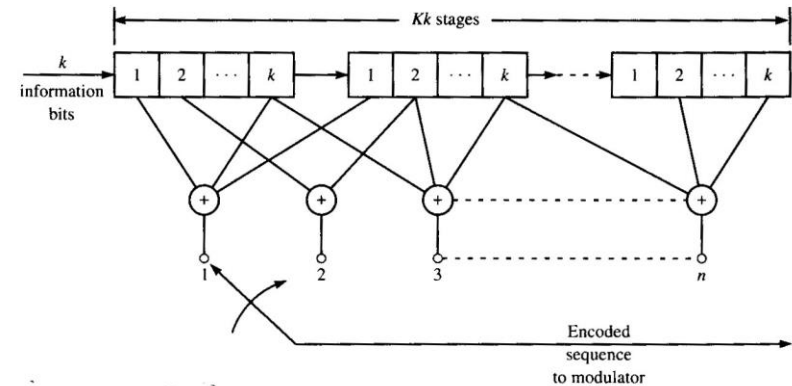 Kk stages
k
information
bits
1 2 ... k
1 2 ... k
1 2 ... k
+ + + +
1 2 3 n
Encoded
sequence
to modulator